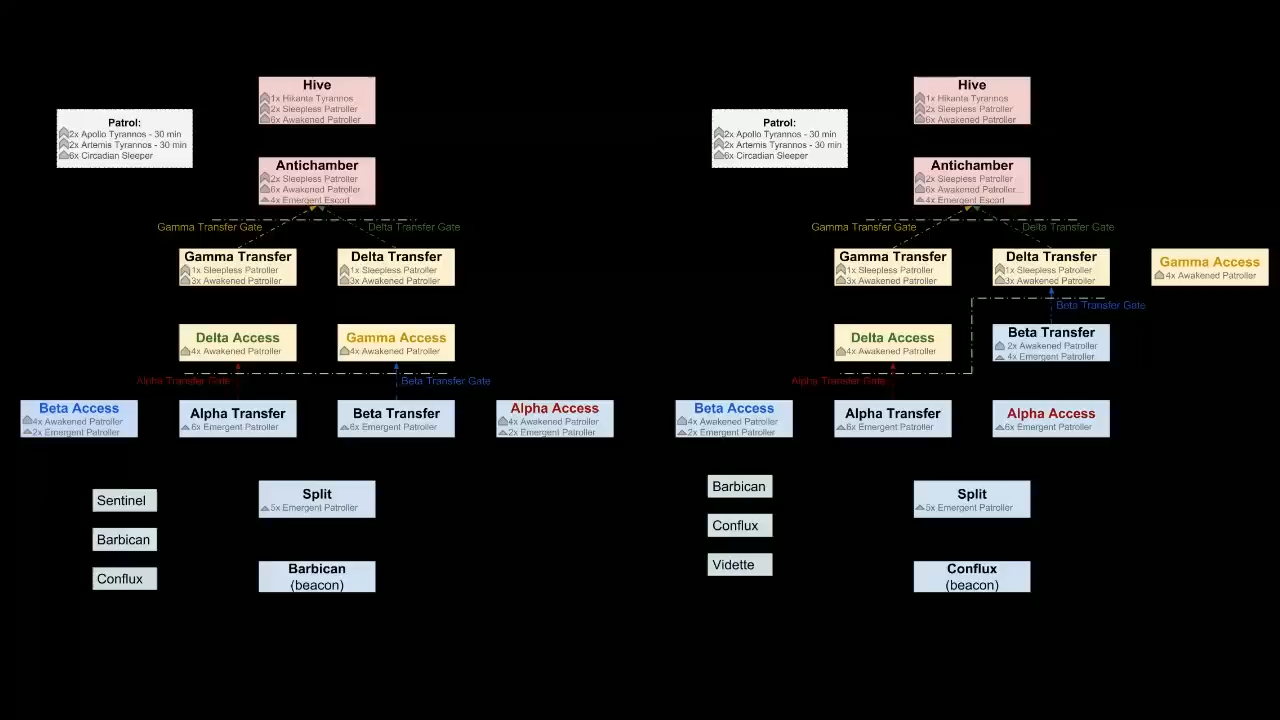 Hive
1x Hikanta Tyrannos
2x Sleepless Patroller
6x Awakened Patroller
Patrol:
2x Apollo Tyrannos - 30 min
2x Artemis Tyrannos - 30 min
6x Circadian Sleeper
Antichamber
2x Sleepless Patroller
6x Awakened Patroller
4x Emergent Escort
Gamma Transfer Gate
Delta Transfer Gate
Gamma Transfer
1x Sleepless Patroller
3x Awakened Patroller
Delta Transfer
1x Sleepless Patroller
3x Awakened Patroller
Delta Access
4x Awakened Patroller
Gamma Access
4x Awakened Patroller
Alpha Transfer Gate
Beta Transfer Gate
Beta Access
4x Awakened Patroller
2x Emergent Patroller
Alpha Transfer
6x Emergent Patroller
Beta Transfer
6x Emergent Patroller
Alpha Access
4x Awakened Patroller
2x Emergent Patroller
Sentinel
Barbican
Conflux
Split
5x Emergent Patroller
Barbican
(beacon)
Hive
1x Hikanta Tyrannos
2x Sleepless Patroller
6x Awakened Patroller
Patrol:
2x Apollo Tyrannos - 30 min
2x Artemis Tyrannos - 30 min
6x Circadian Sleeper
Antichamber
2x Sleepless Patroller
6x Awakened Patroller...
4x Emergent Escort
Gamma Transfer Gate
Delta Transfer Gate
Gamma Transfer
1x Sleepless Patroller
3x Awakened Patroller
Delta Transfer
1x Sleepless Patroller
3x Awakened Patroller
Gamma Access
4x Awakened Patroller
Beta Transfer Gate
Delta Access
4x Awakened Patroller
Beta Transfer
2x Awakened Patroller
4x Emergent Patroller
Alpha Transfer Gate
Beta Access
4x Awakened Patroller
2x Emergent Patroller
Alpha Transfer
6x Emergent Patroller
Alpha Access
6x Emergent Patroller
Barbican
Conflux
Vidette
Split
5x Emergent Patroller
Conflux
(beacon)